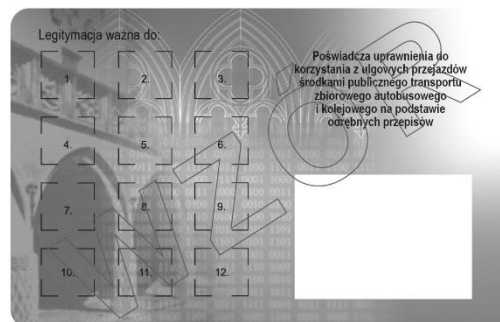 Legitymacja ważna do:
1. 2. 3.
4. 5. 6.
7. 8. 9.
10. 11. 12.
Poświadcza uprawnienia do
korzystania z ulgowych przejazdów
środkami publicznego transportu
zbiorowego autobusowego
i kolejowego na podstawie
odrębnych przepisów
WZÓR